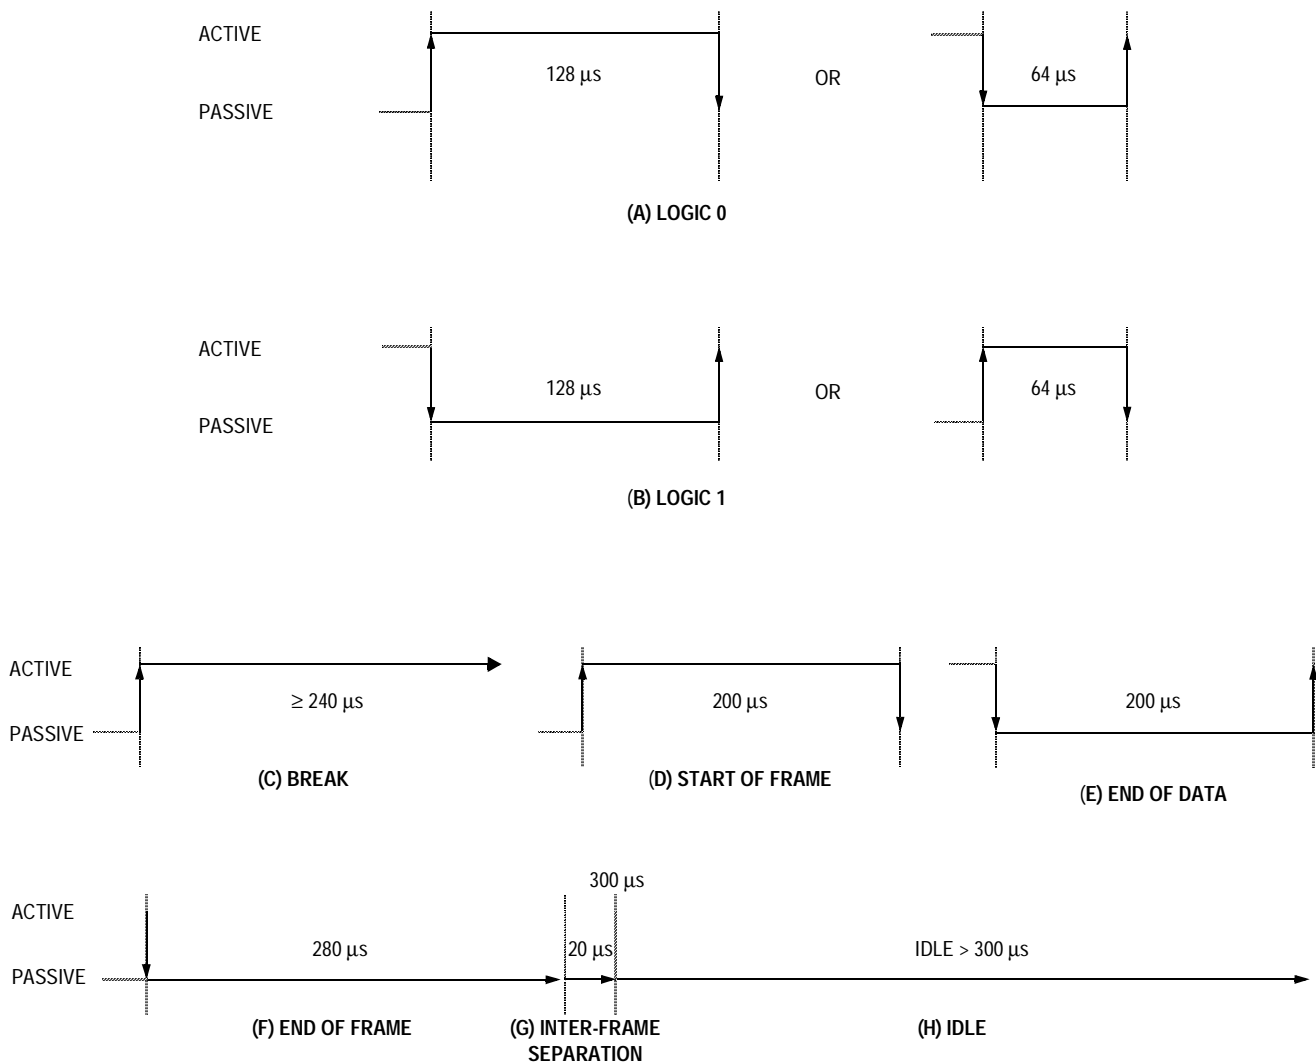 ACTIVE
128 µs
OR
64 µs
PASSIVE
(A) LOGIC 0
ACTIVE
128 µs
OR
64 µs
PASSIVE
(B) LOGIC 1
ACTIVE
≥ 240 µs
200 µs
200 µs
PASSIVE
(C) BREAK
(D) START OF FRAME
(E) END OF DATA
300 µs
ACTIVE
280 µs
20 µs
IDLE > 300 µs
PASSIVE
(F) END OF FRAME
(G) INTER-FRAME
SEPARATION
(H) IDLE